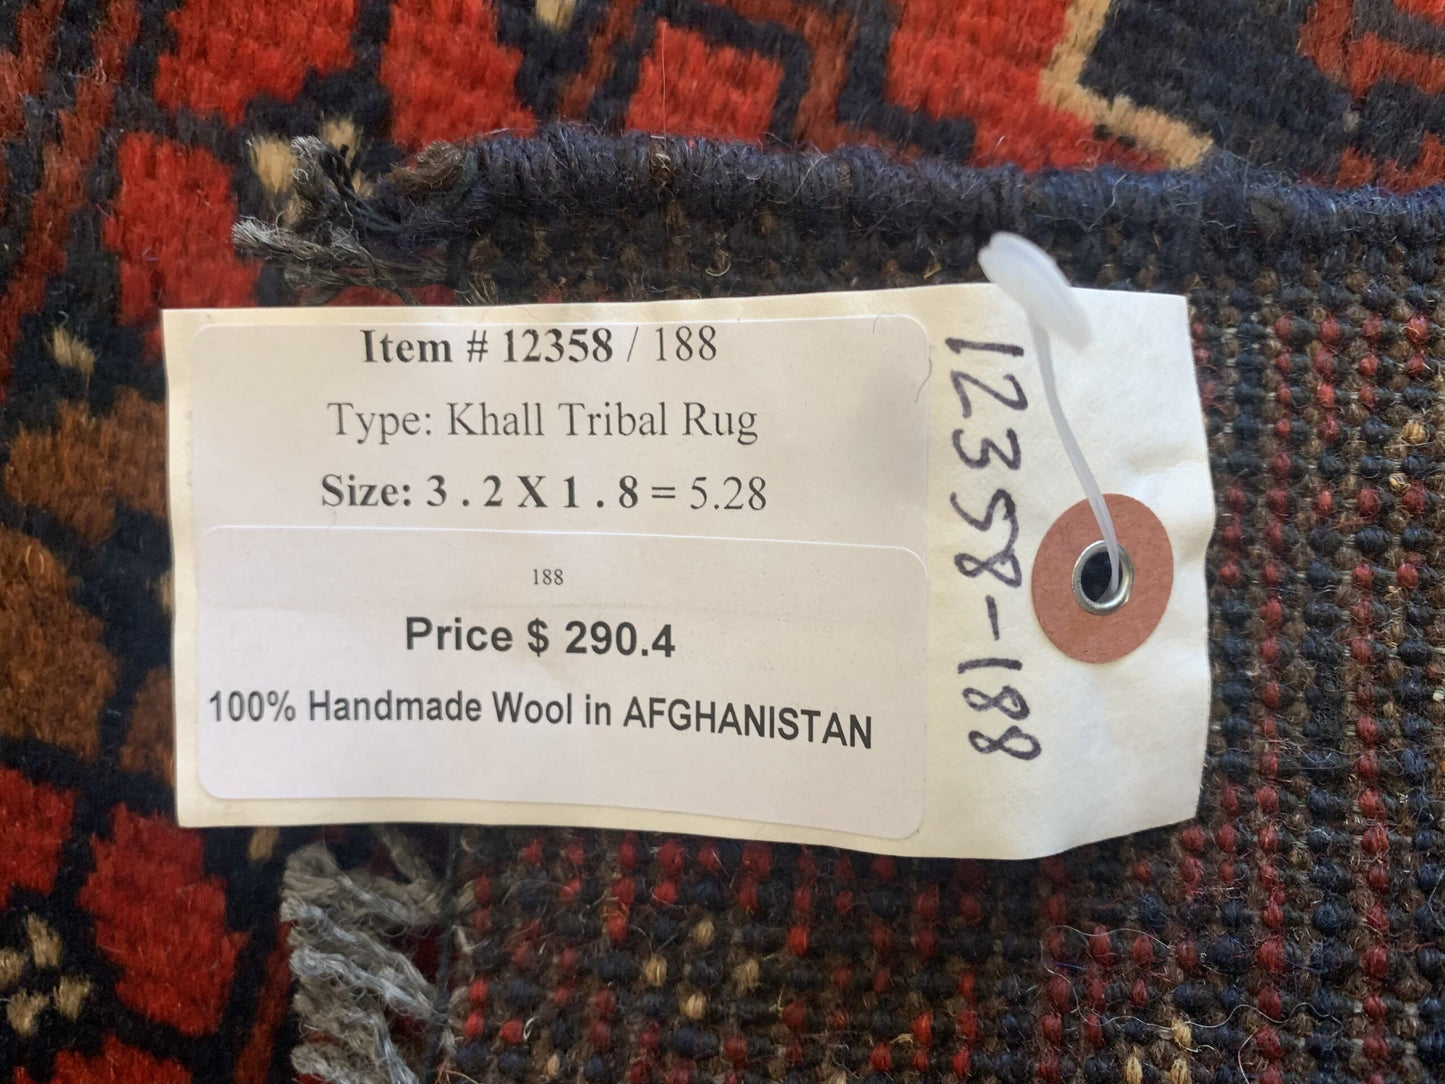 Item # 12358 / 188
Type: Khall Tribal Rug
Size: 3 . 2 X 1 . 8 = 5.28
188
Price $ 290.4
100% Handmade Wool in AFGHANISTAN
12358-188